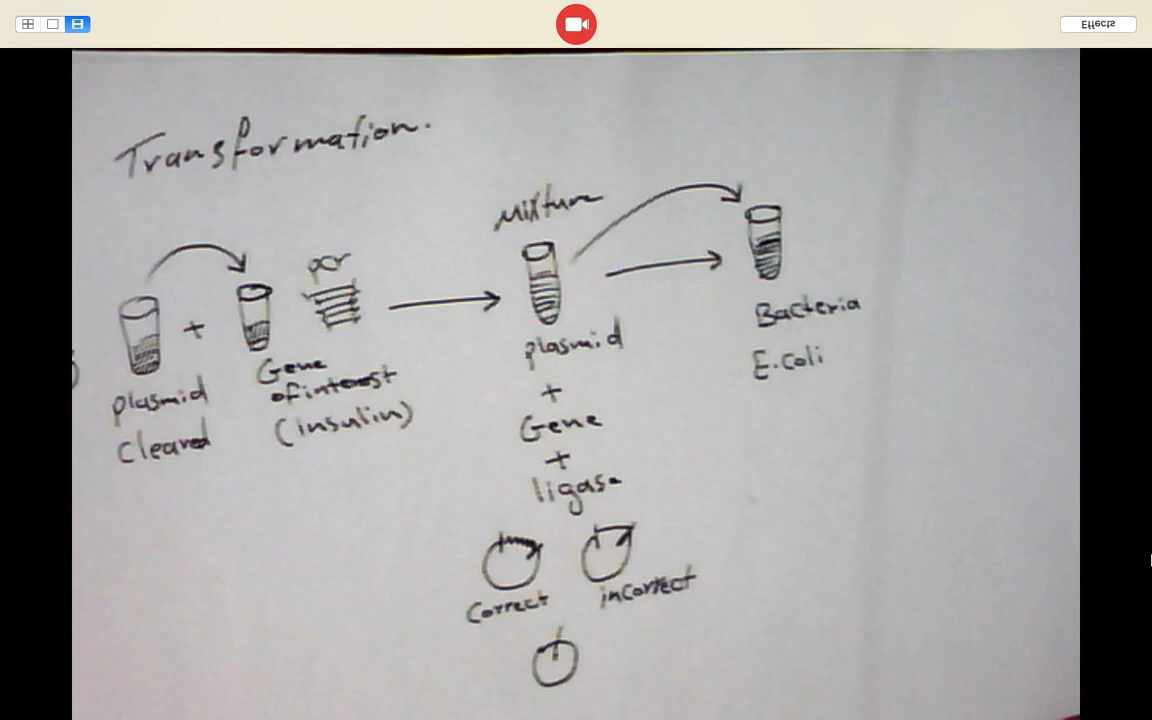 Effects
Transformation.
Mixture
pcr
plasmid
cleaved
+
Gene
of interest
(insulin)
plasmid
+
Gene
+
ligase
Correct
incorrect
Bacteria
E.coli